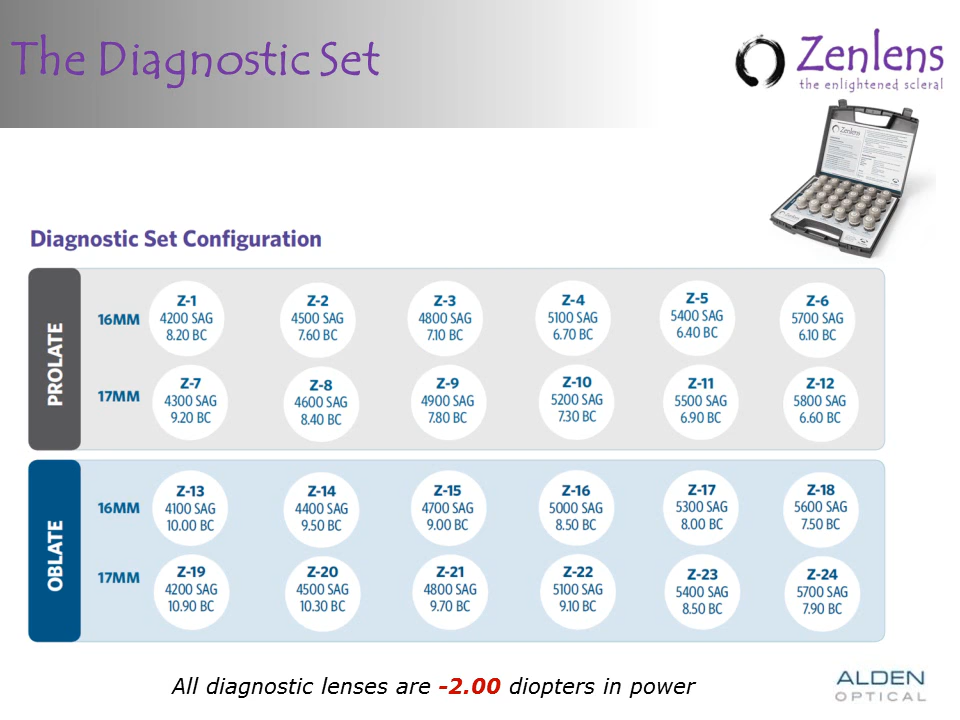 The Diagnostic Set
Zenlens
the enlightened scleral
Zenlens
Zenlens
Diagnostic Set Configuration
PROLATE
16MM
Z-1
4200 SAG
8.20 BC
Z-2
4500 SAG
7.60 BC
Z-3
4800 SAG
7.10 BC
Z-4
5100 SAG
6.70 BC
Z-5
5400 SAG
6.40 BC
Z-6
5700 SAG
6.10 BC
17MM
Z-7
4300 SAG
9.20 BC
Z-8
4600 SAG
8.40 BC
Z-9
4900 SAG
7.80 BC
Z-10
5200 SAG
7.30 BC
Z-11
5500 SAG
6.90 BC
Z-12
5800 SAG
6.60 BC
OBLATE
16MM
Z-13
4100 SAG
10.00 BC
Z-14
4400 SAG
9.50 BC
Z-15
4700 SAG
9.00 BC
Z-16
5000 SAG
8.50 BC
Z-17
5300 SAG
8.00 BC
Z-18
5600 SAG
7.50 BC
17MM
Z-19
4200 SAG
10.90 BC
Z-20
4500 SAG
10.30 BC
Z-21
4800 SAG
9.70 BC
Z-22
5100 SAG
9.10 BC
Z-23
5400 SAG
8.50 BC
Z-24
5700 SAG
7.90 BC
All diagnostic lenses are -2.00 diopters in power
ALDEN
OPTICAL